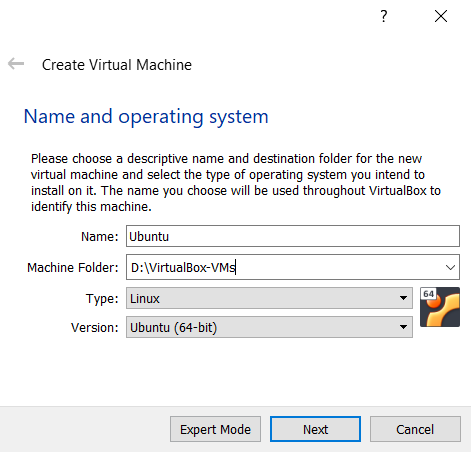 ?
Create Virtual Machine
Name and operating system
Please choose a descriptive name and destination folder for the new
virtual machine and select the type of operating system you intend to
install on it. The name you choose will be used throughout VirtualBox to
identify this machine.
Name: Ubuntu
Machine Folder: D:\VirtualBox-VMs
Type: Linux
64
Version: Ubuntu (64-bit)
Expert Mode Next Cancel